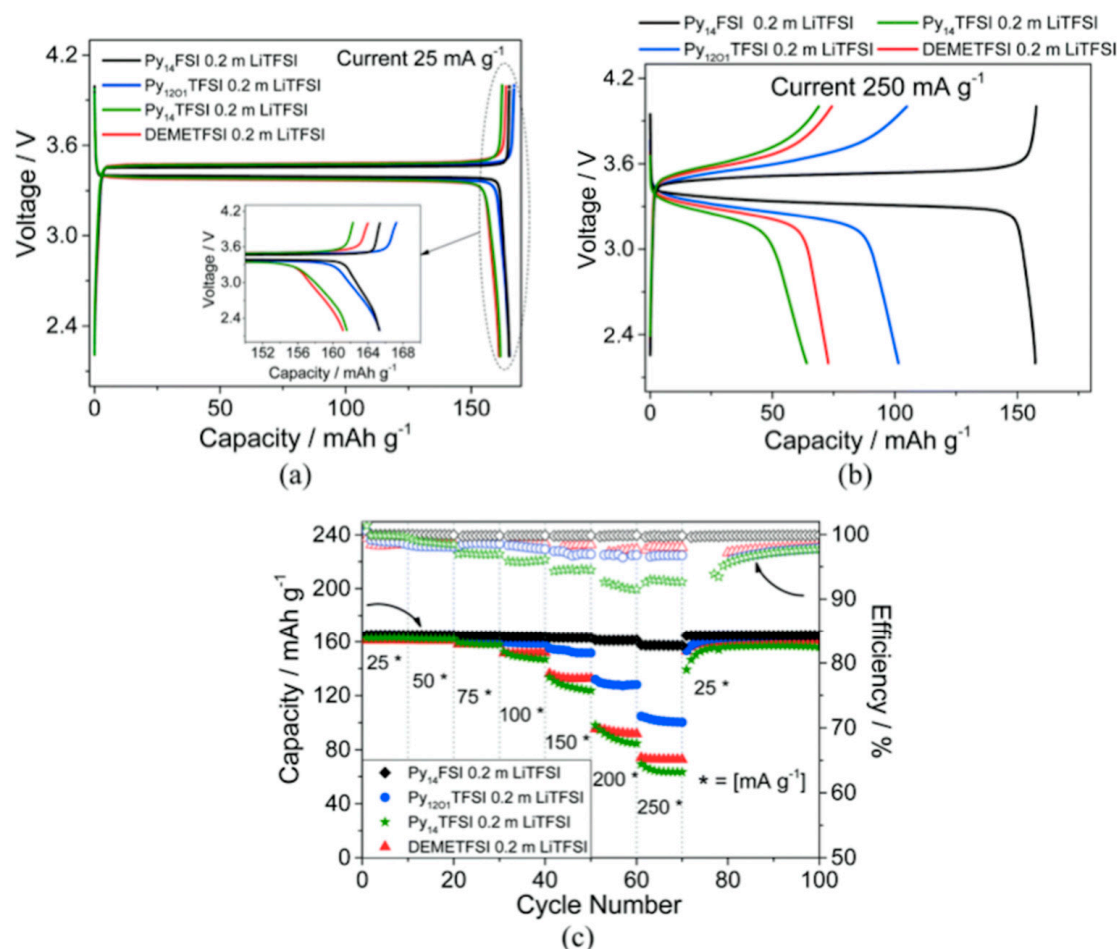 4.2
3.6
3.0
2.4
Voltage / V
Py14FSI 0.2 m LiTFSI
Py1201TFSI 0.2 m LiTFSI
Py14TFSI 0.2 m LiTFSI
DEMETFSI 0.2 m LiTFSI
Current 25 mA g-1
4.2
3.6
3.0
2.4
Voltage / V
152 156 160 164 168
Capacity / mAh g-1
0 50 100 150
Capacity / mAh g-1
(a)
Py14FSI 0.2 m LiTFSI
Py14TFSI 0.2 m LiTFSI
Py1201TFSI 0.2 m LiTFSI
DEMETFSI 0.2 m LiTFSI
Current 250 mA g-1
4.2
3.6
3.0
2.4
Voltage / V
0 50 100 150
Capacity / mAh g-1
(b)
240
200
160
120
80
40
0
Capacity / mAh g-1
25 *
50 *
75 *
100 *
150 *
200 *
250 *
25 *
* = [mA g-1]
Py14FSI 0.2 m LiTFSI
Py1201TFSI 0.2 m LiTFSI
Py14TFSI 0.2 m LiTFSI
DEMETFSI 0.2 m LiTFSI
100
90
80
70
60
50
Efficiency / %
0 20 40 60 80 100
Cycle Number
(c)